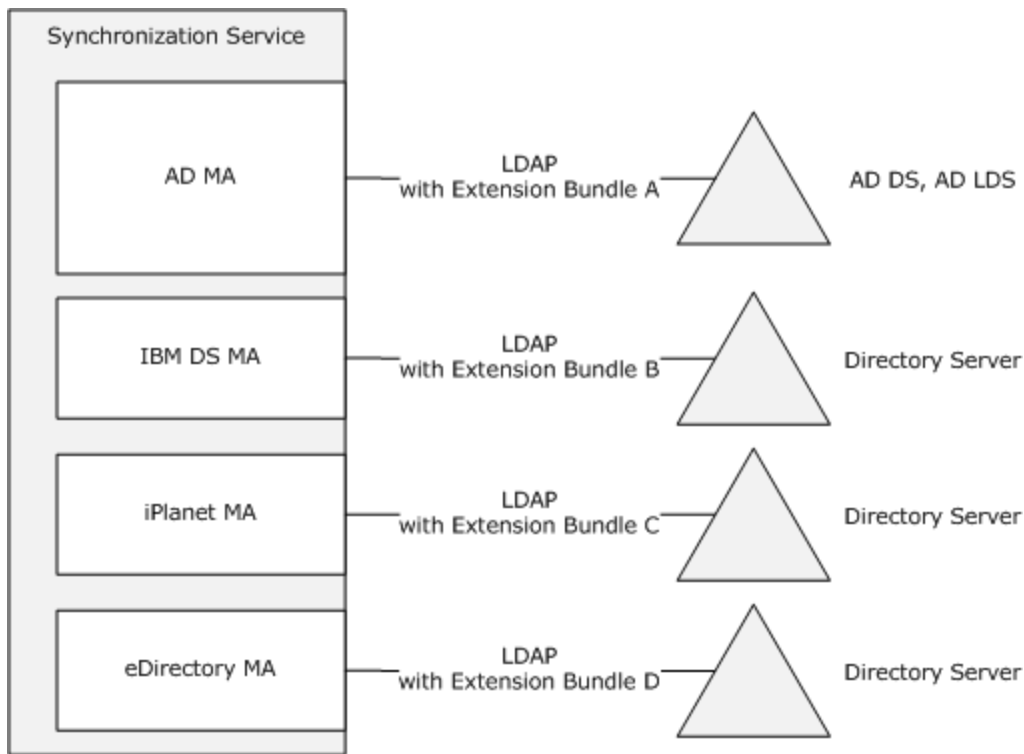 Synchronization Service
AD MA
LDAP
with Extension Bundle A
AD DS, AD LDS
IBM DS MA
LDAP
with Extension Bundle B
Directory Server
iPlanet MA
LDAP
with Extension Bundle C
Directory Server
eDirectory MA
LDAP
with Extension Bundle D
Directory Server